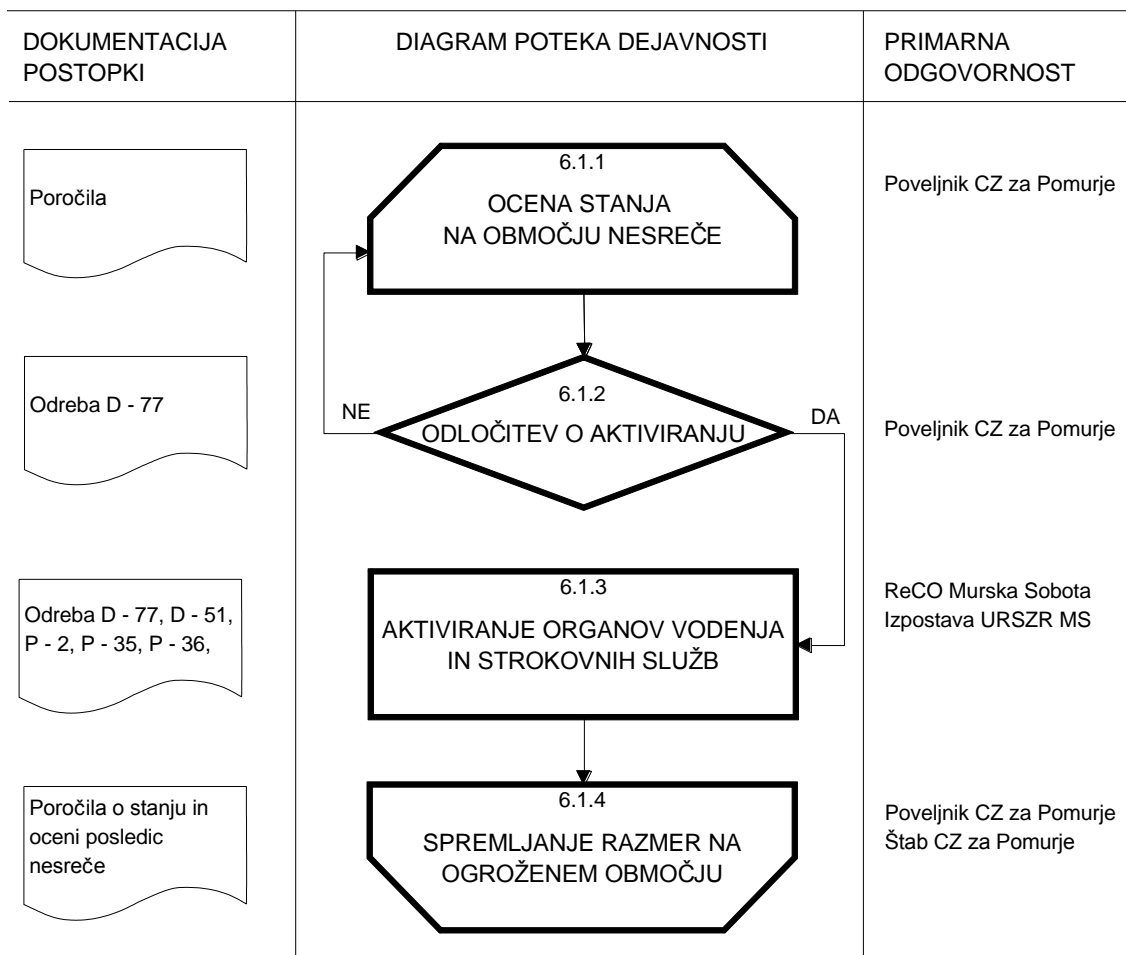 DOKUMENTACIJA
POSTOPKI
DIAGRAM POTEKA DEJAVNOSTI
PRIMARNA
ODGOVORNOST
Poročila
6.1.1
OCENA STANJA
NA OBMOČJU NESREČE
Poveljnik CZ za Pomurje
Odreba D - 77
NE
6.1.2
ODLOČITEV O AKTIVIRANJU
DA
Poveljnik CZ za Pomurje
Odreba D - 77, D - 51,
P - 2, P - 35, P - 36,
6.1.3
AKTIVIRANJE ORGANOV VODENJA
IN STROKOVNIH SLUŽB
ReCO Murska Sobota
Izpostava URSZR MS
Poročila o stanju in
oceni posledic
nesreče
6.1.4
SPREMLJANJE RAZMER NA
OGROŽENEM OBMOČJU
Poveljnik CZ za Pomurje
Štab CZ za Pomurje